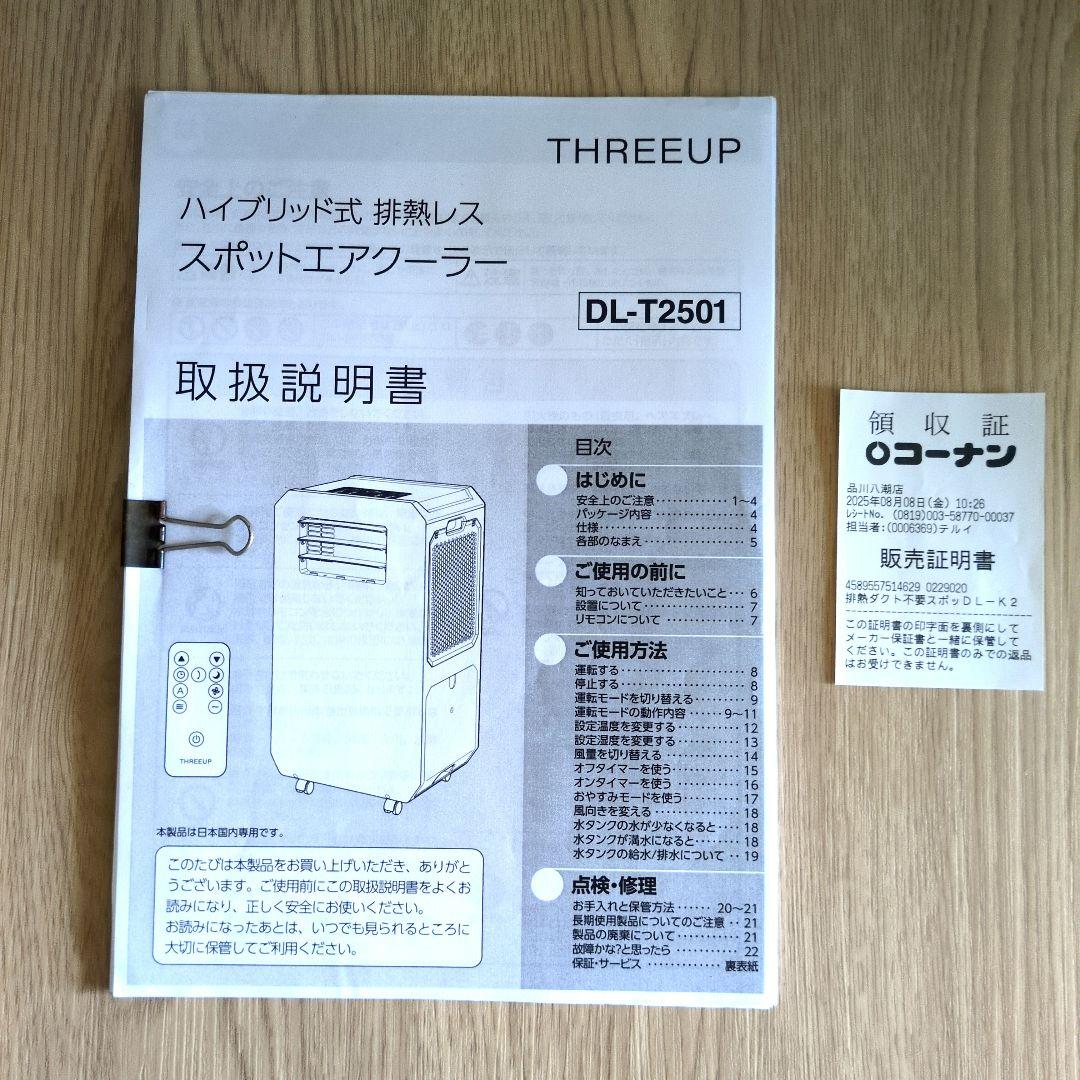 THREEUP
ハイブリッド式 排熱レス
スポットエアクーラー
DL-T2501
取扱説明書
目次
はじめに
安全上のご注意‥‥‥‥‥‥ 1~4
パッケージ内容‥‥‥‥‥‥ 4
仕様‥‥‥‥‥‥‥‥‥‥ 4
各部のなまえ‥‥‥‥‥‥‥ 5
ご使用の前に
知っておいていただきたいこと‥ 6
設置について‥‥‥‥‥‥‥ 7
リモコンについて‥‥‥‥‥ 7
ご使用方法
運転する‥‥‥‥‥‥‥‥‥ 8
停止する‥‥‥‥‥‥‥‥‥ 8
運転モードを切り替える‥‥‥ 9
運転モードの動作内容‥‥ 9~11
設定温度を変更する‥‥‥‥ 12
設定湿度を変更する‥‥‥‥ 13
風量を切り替える‥‥‥‥‥ 14
オフタイマーを使う‥‥‥‥ 15
オンタイマーを使う‥‥‥‥ 16
おやすみモードを使う‥‥‥ 17
風向きを変える‥‥‥‥‥‥ 18
水タンクの水が少なくなると‥ 18
水タンクが満水になると‥‥‥ 18
水タンクの給水/排水について‥ 19
点検・修理
お手入れと保管方法‥‥ 20~21
長期使用製品についてのご注意‥ 21
製品の廃棄について‥‥‥‥ 21
故障かな?と思ったら‥‥‥‥ 22
保証・サービス‥‥‥‥‥ 裏表紙
A
THREEUP
本製品は日本国内専用です。
このたびは本製品をお買い上げいただき、ありがと
うございます。ご使用前にこの取扱説明書をよくお
読みになり、正しく安全にお使いください。
お読みになったあとは、いつでも見られるところに
大切に保管してご利用ください。
領収証
コーナン
品川八潮店
2025年08月08日(金) 10:26
レシートNo. (0819)003-58770-00037
担当者:(0006369)テルイ
販売証明書
4589557514629 0229020
排熱ダクト不要スポッDL-K2
この証明書の印字面を裏側にして
メーカー保証書と一緒に保管して
ください。この証明書のみでの返品
はお受けできません。